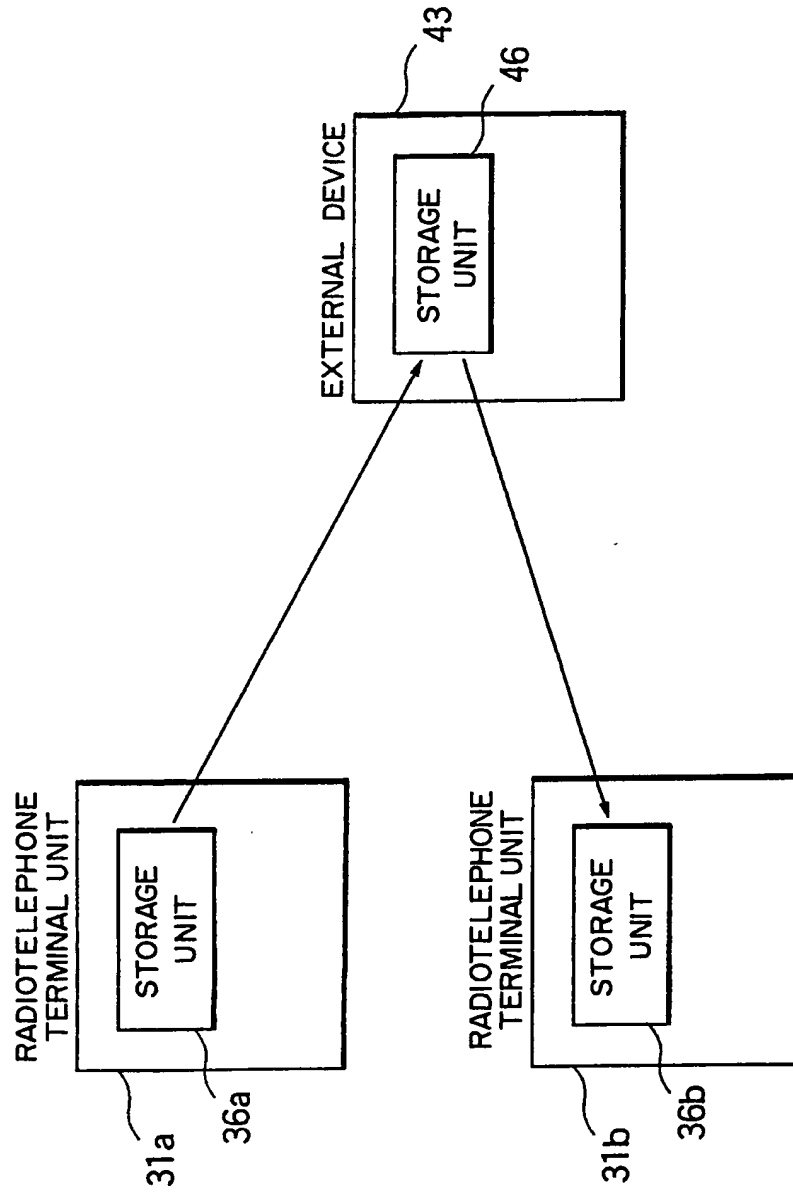 RADIOTELEPHONE
TERMINAL UNIT
STORAGE
UNIT
31a
36a
EXTERNAL DEVICE
STORAGE
UNIT
43
46
RADIOTELEPHONE
TERMINAL UNIT
STORAGE
UNIT
31b
36b